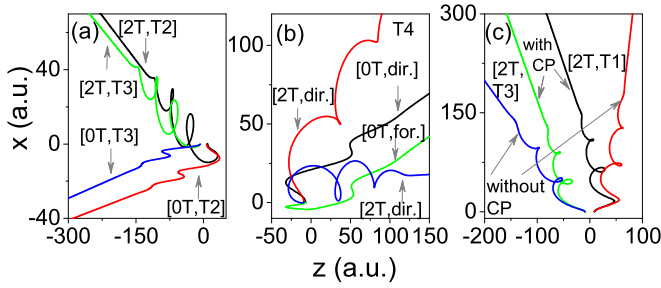 (a)
[2T,T2]
[2T,T3]
[0T,T3]
[0T,T2]
x (a.u.)
40
0
-40
-300
-150
0
(b)
T4
[0T,dir.]
[2T,dir.]
[0T,for.]
[2T,dir.]
100
50
0
-50
0
50
100
150
z (a.u.)
(c)
with
CP
[2T,
T3]
[2T,T1]
without
CP
300
150
0
-200
-100
0
100